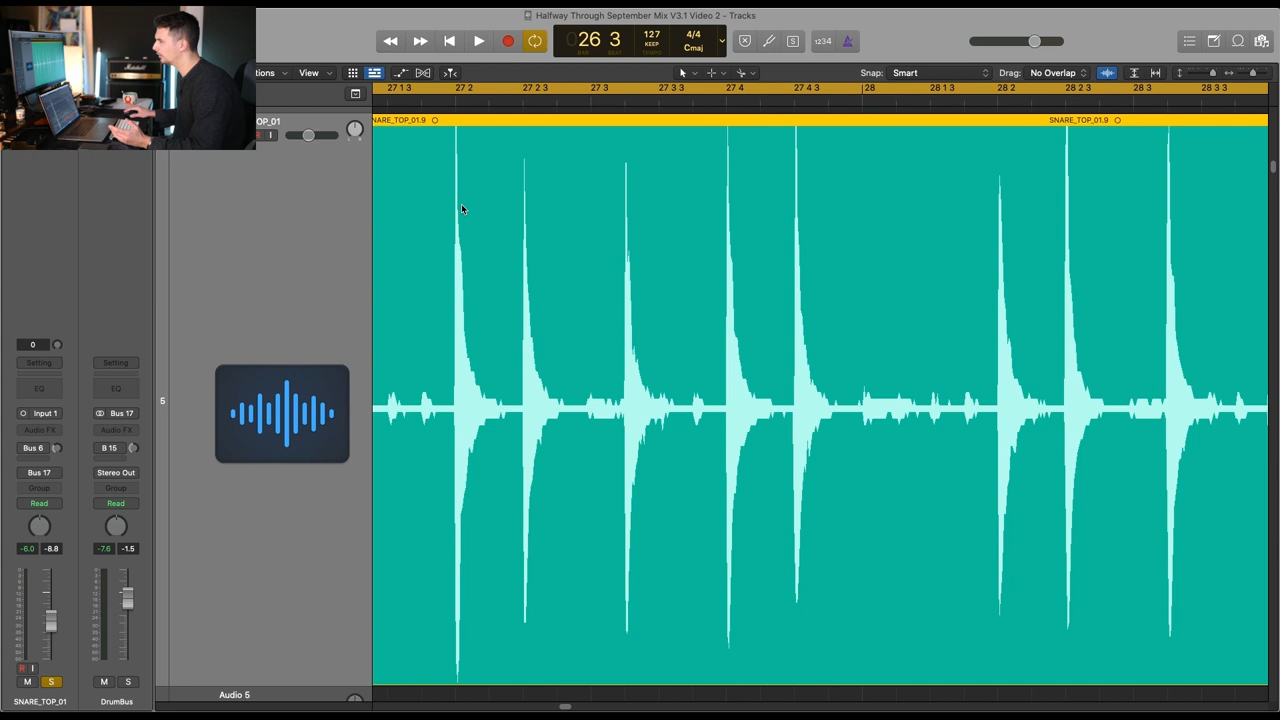 Halfway Through September Mix V3.1 Video 2 - Tracks
026 3
BAR BEAT
127
KEEP
TEMPO
4/4
Cmaj
S
1234
tions
View
Snap: Smart
Drag: No Overlap
27 1 3
27 2
27 2 3
27 3
27 3 3
27 4
27 4 3
28
28 1 3
28 2
28 2 3
28 3
28 3 3
OP_01
R I
NARE_TOP_01.9
SNARE_TOP_01.9
0
Setting
Setting
EQ
EQ
Input 1
Bus 17
Audio FX
Audio FX
Bus 6
B 15
Bus 17
Stereo Out
Group
Group
Read
Read
-6.0 -8.8
-7.6 -1.5
R I
M S
M S
SNARE_TOP_01
DrumBus
5
Audio 5